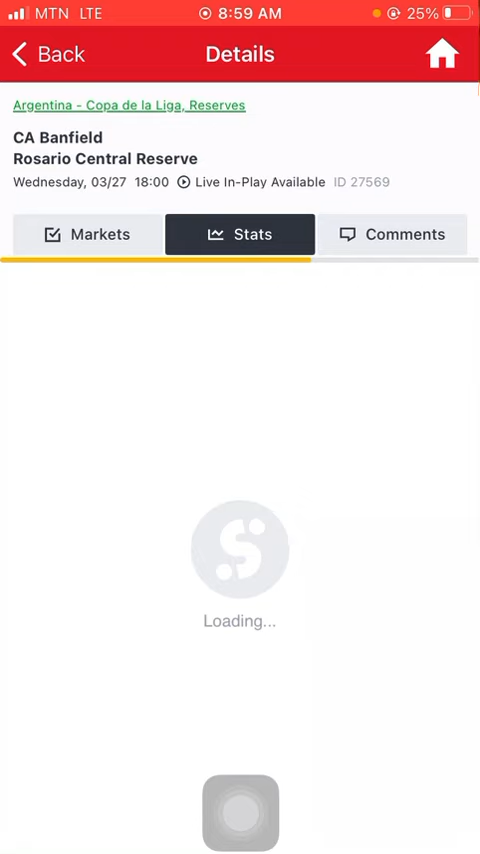 MTN LTE 8:59 AM 25%
Back Details
Argentina - Copa de la Liga, Reserves
CA Banfield
Rosario Central Reserve
Wednesday, 03/27 18:00 Live In-Play Available ID 27569
Markets Stats Comments
Loading...